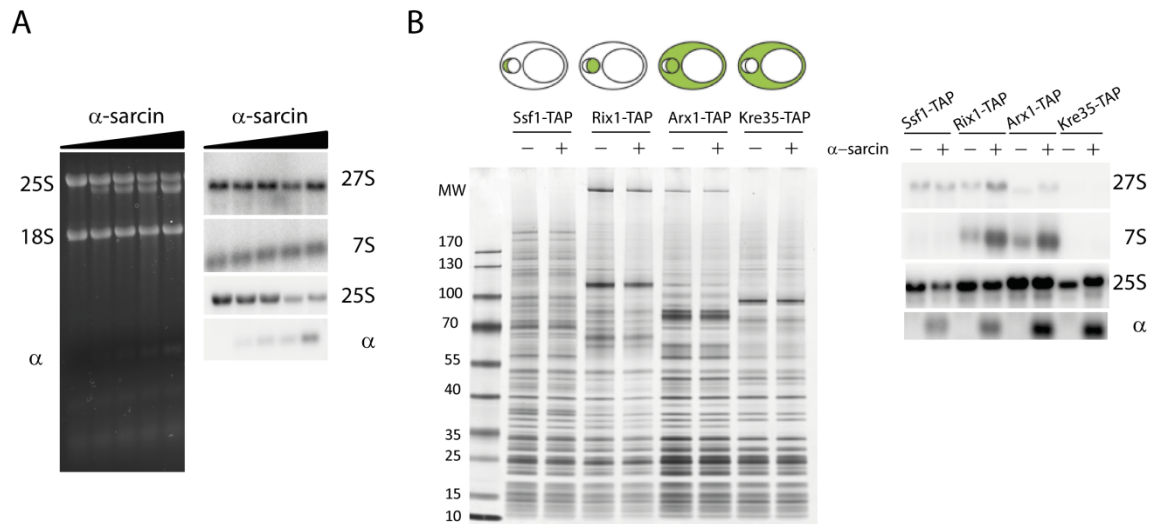 A
α-sarcin
25S
18S
α
α-sarcin
27S
7S
25S
α
B
Ssf1-TAP Rix1-TAP Arx1-TAP Kre35-TAP
− + − + − + − +
MW
170
130
100
70
55
40
35
25
15
10
Ssf1-TAP Rix1-TAP Arx1-TAP Kre35-TAP
α−sarcin − + − + − + − +
27S
7S
25S
α